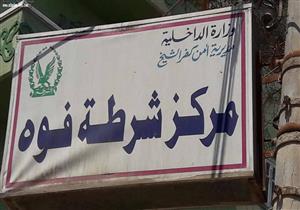 وزارة الداخلية
مديرية أمن كفر الشيخ
مركز شرطة فوه